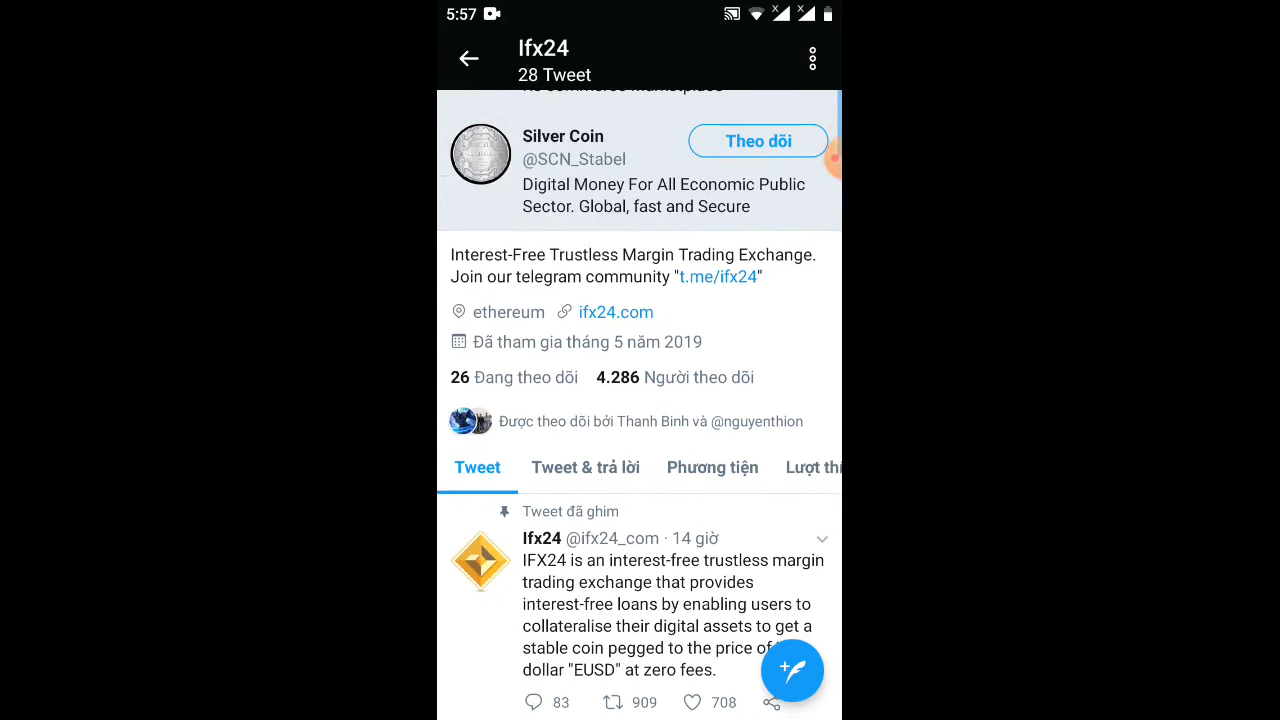 5:57
Ifx24
28 Tweet
Silver Coin
Theo dõi
@SCN_Stabel
Digital Money For All Economic Public
Sector. Global, fast and Secure
Interest-Free Trustless Margin Trading Exchange.
Join our telegram community "t.me/ifx24"
ethereum ifx24.com
Đã tham gia tháng 5 năm 2019
26 Đang theo dõi 4.286 Người theo dõi
Được theo dõi bởi Thanh Binh và @nguyenthion
Tweet Tweet & trả lời Phương tiện Lượt thí
Tweet đã ghim
Ifx24 @ifx24_com · 14 giờ
IFX24 is an interest-free trustless margin
trading exchange that provides
interest-free loans by enabling users to
collateralise their digital assets to get a
stable coin pegged to the price of
dollar "EUSD" at zero fees.
83 909 708